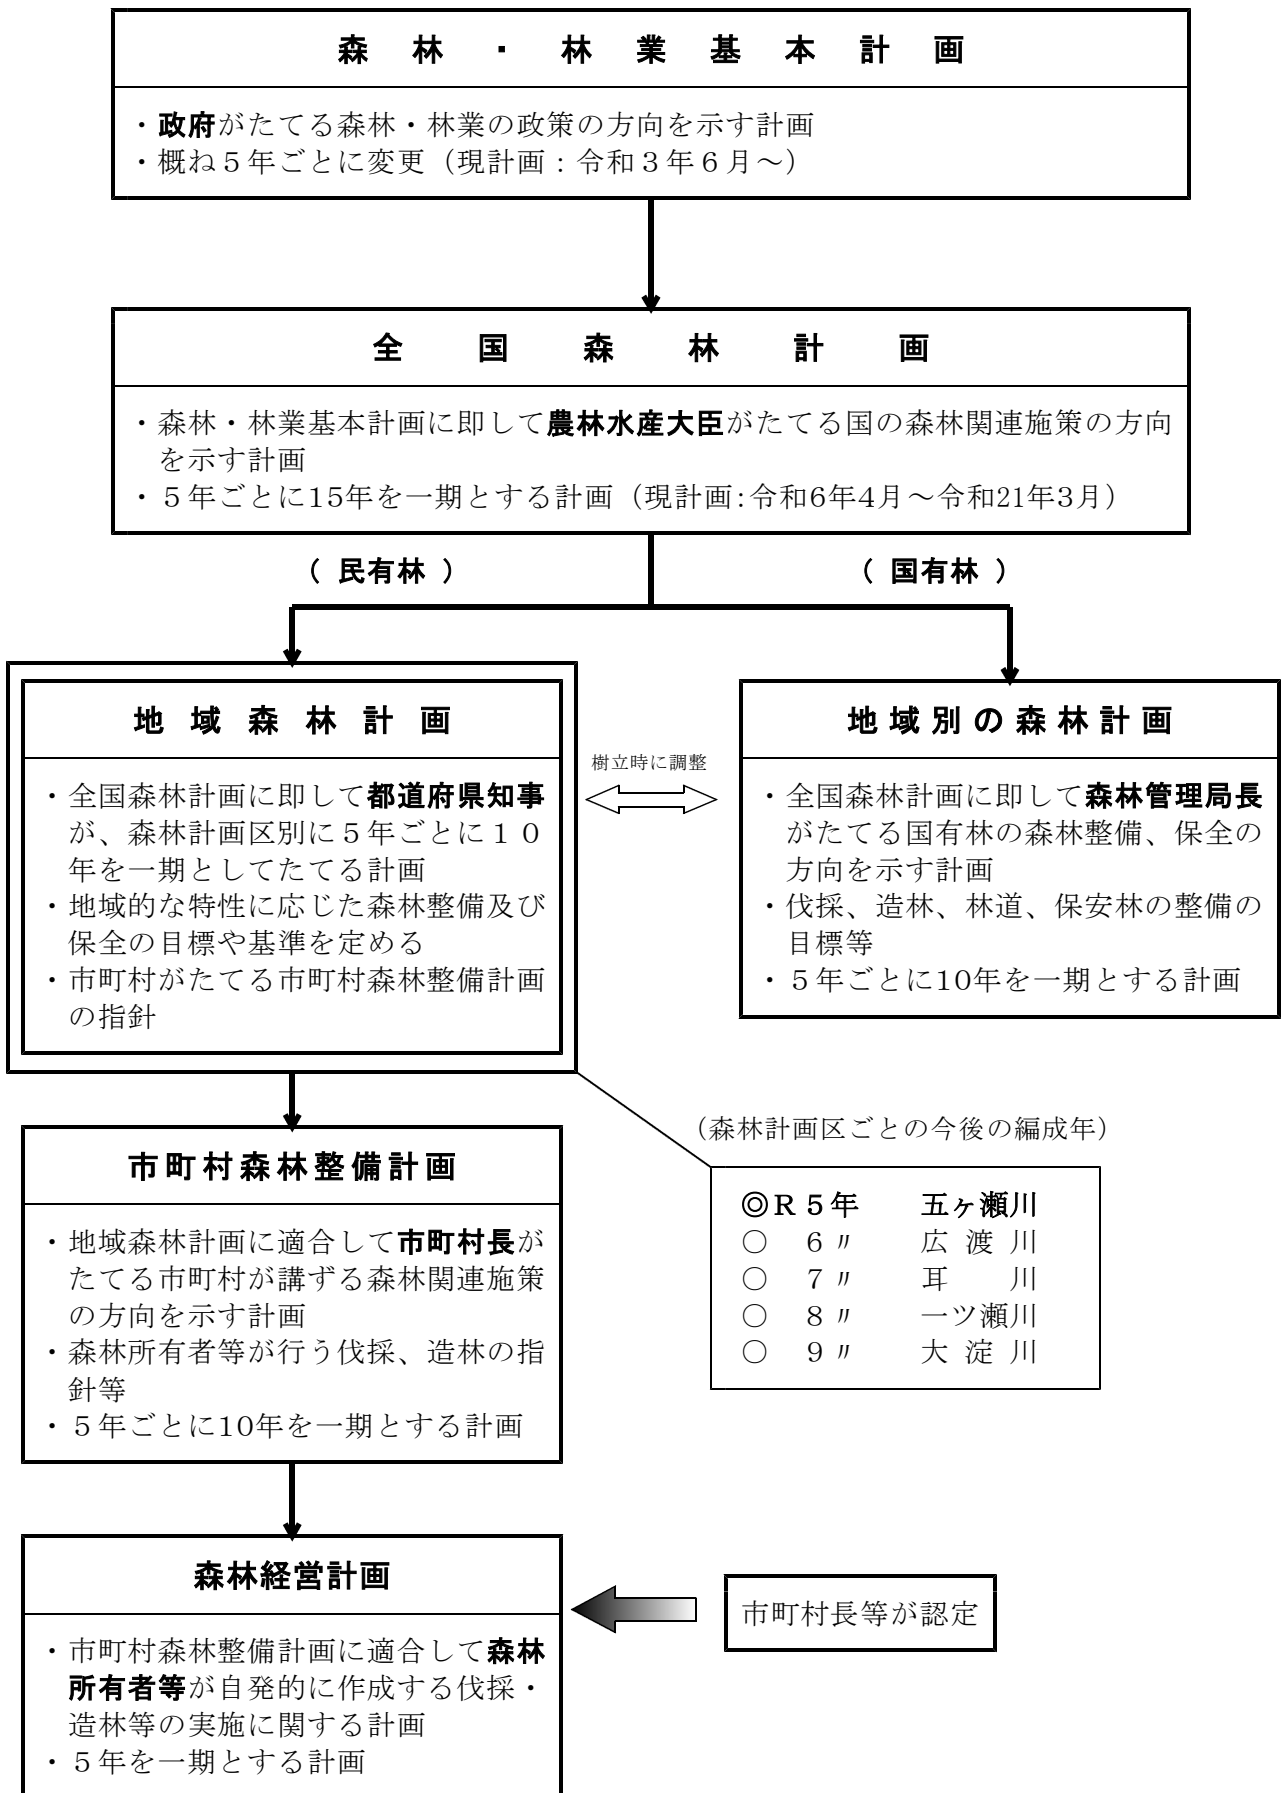 森林・林業基本計画
・政府がたてる森林・林業の政策の方向を示す計画
・概ね５年ごとに変更（現計画：令和３年６月～）
全国森林計画
・森林・林業基本計画に即して農林水産大臣がたてる国の森林関連施策の方向
を示す計画
・５年ごとに15年を一期とする計画（現計画:令和6年4月～令和21年3月）
（ 民有林 ）
（ 国有林 ）
地域森林計画
・全国森林計画に即して都道府県知事
が、森林計画区別に５年ごとに１０
年を一期としてたてる計画
・地域的な特性に応じた森林整備及び
保全の目標や基準を定める
・市町村がたてる市町村森林整備計画
の指針
樹立時に調整
地域別の森林計画
・全国森林計画に即して森林管理局長
がたてる国有林の森林整備、保全の
方向を示す計画
・伐採、造林、林道、保安林の整備の
目標等
・５年ごとに10年を一期とする計画
市町村森林整備計画
・地域森林計画に適合して市町村長が
たてる市町村が講ずる森林関連施策
の方向を示す計画
・森林所有者等が行う伐採、造林の指
針等
・５年ごとに10年を一期とする計画
（森林計画区ごとの今後の編成年）
◎Ｒ５年　五ヶ瀬川
○　６〃　広渡川
○　７〃　耳川
○　８〃　一ツ瀬川
○　９〃　大淀川
森林経営計画
・市町村森林整備計画に適合して森林
所有者等が自発的に作成する伐採・
造林等の実施に関する計画
・５年を一期とする計画
市町村長等が認定